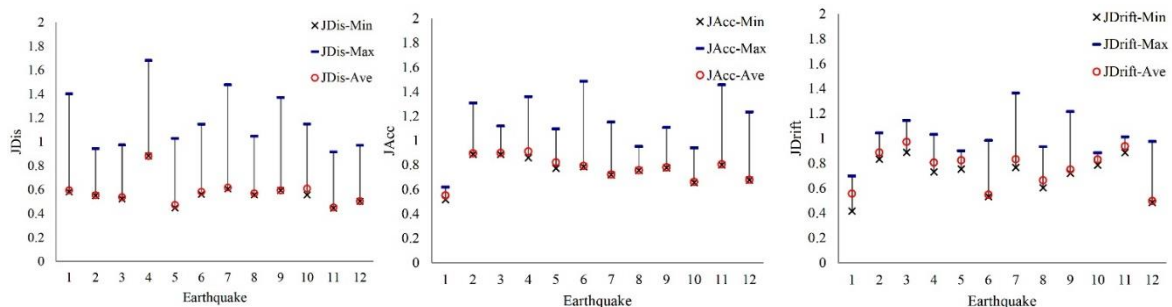 2
1.8
1.6
1.4
1.2
1
0.8
0.6
0.4
0.2
0
JDis
JDis-Min
JDis-Max
JDis-Ave
1 2 3 4 5 6 7 8 9 10 11 12
Earthquake
2
1.8
1.6
1.4
1.2
1
0.8
0.6
0.4
0.2
0
JAcc
JAcc-Min
JAcc-Max
JAcc-Ave
1 2 3 4 5 6 7 8 9 10 11 12
Earthquake
2
1.8
1.6
1.4
1.2
1
0.8
0.6
0.4
0.2
0
JDrift
JDrift-Min
JDrift-Max
JDrift-Ave
1 2 3 4 5 6 7 8 9 10 11 12
Earthquake